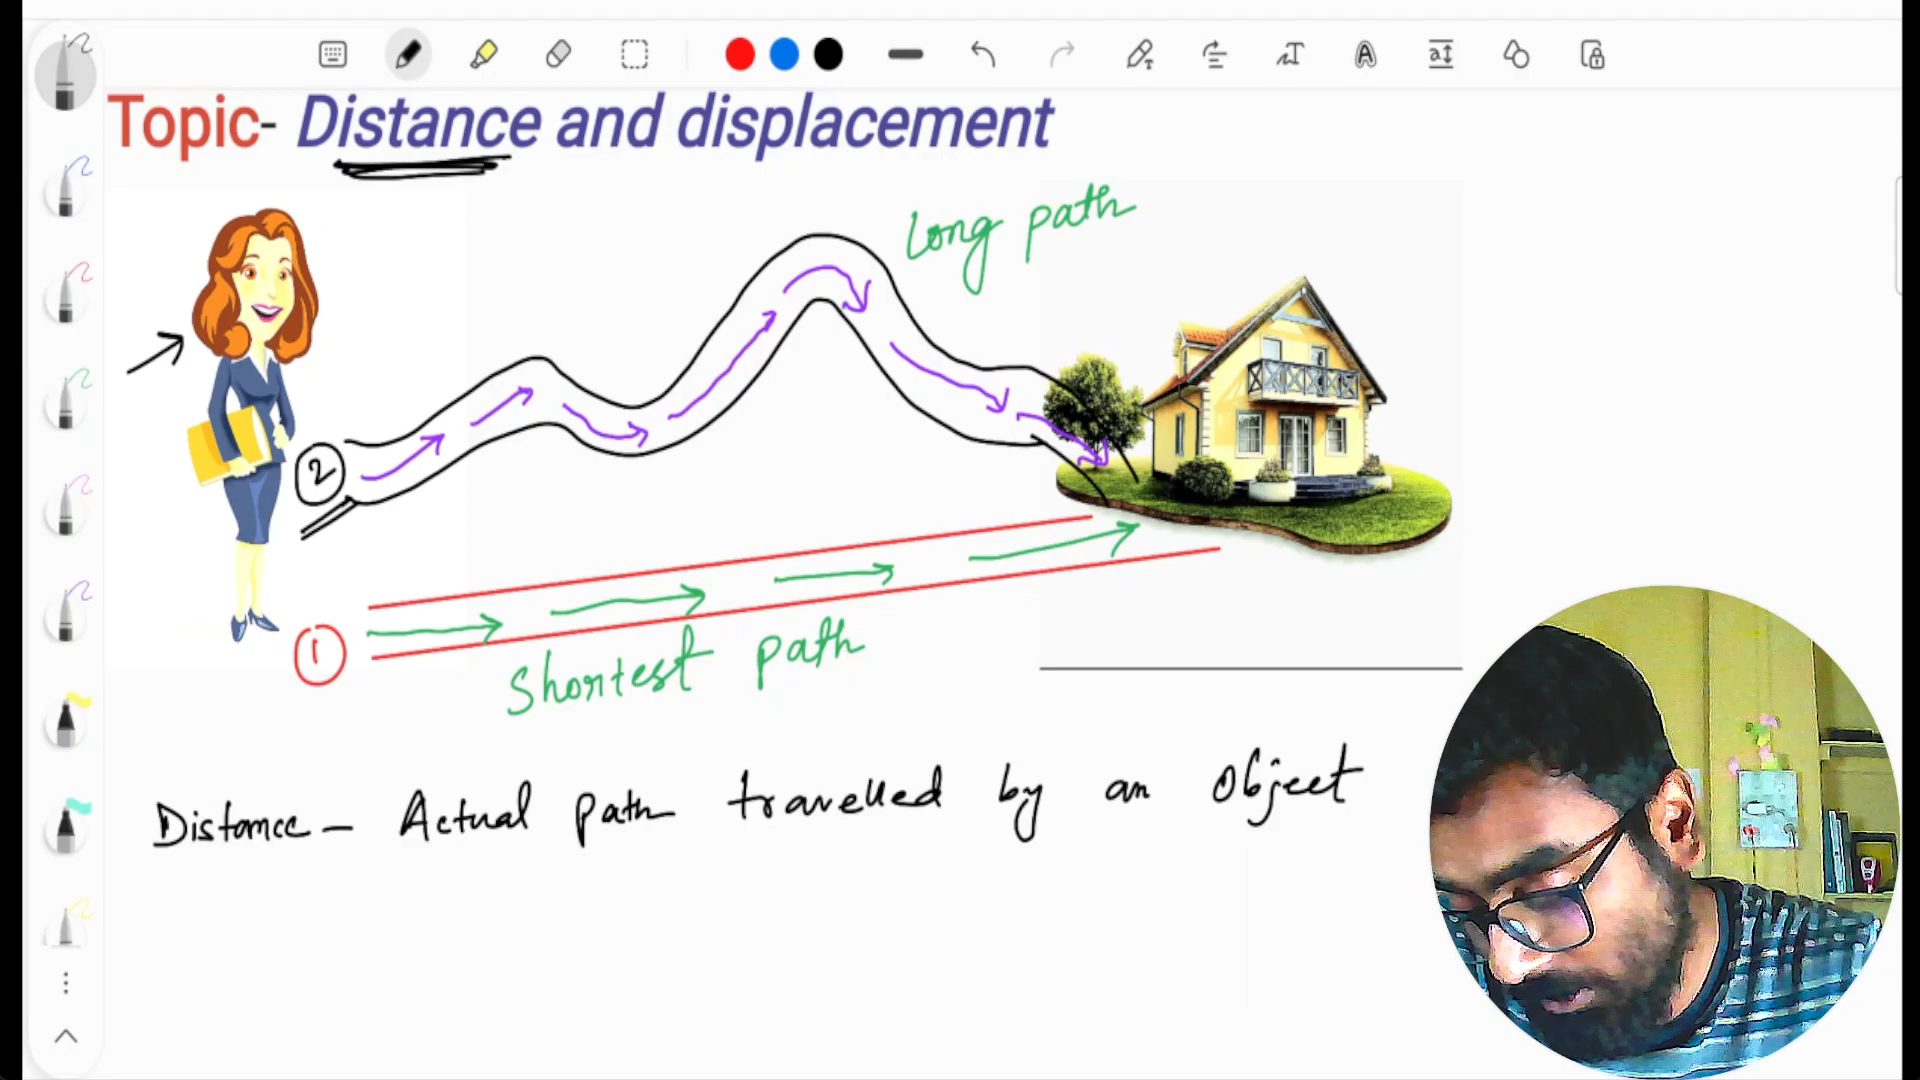 Topic- Distance and displacement
Long path
2
1
Shortest path
Distance - Actual path travelled by an Object